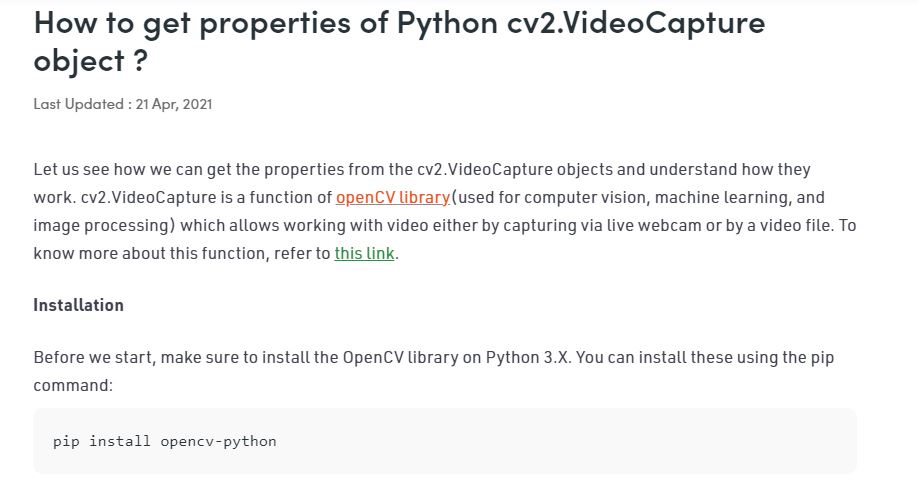 How to get properties of Python cv2.VideoCapture
object ?
Last Updated : 21 Apr, 2021
Let us see how we can get the properties from the cv2.VideoCapture objects and understand how they
work. cv2.VideoCapture is a function of openCV library(used for computer vision, machine learning, and
image processing) which allows working with video either by capturing via live webcam or by a video file. To
know more about this function, refer to this link.
Installation
Before we start, make sure to install the OpenCV library on Python 3.X. You can install these using the pip
command:
pip install opencv-python